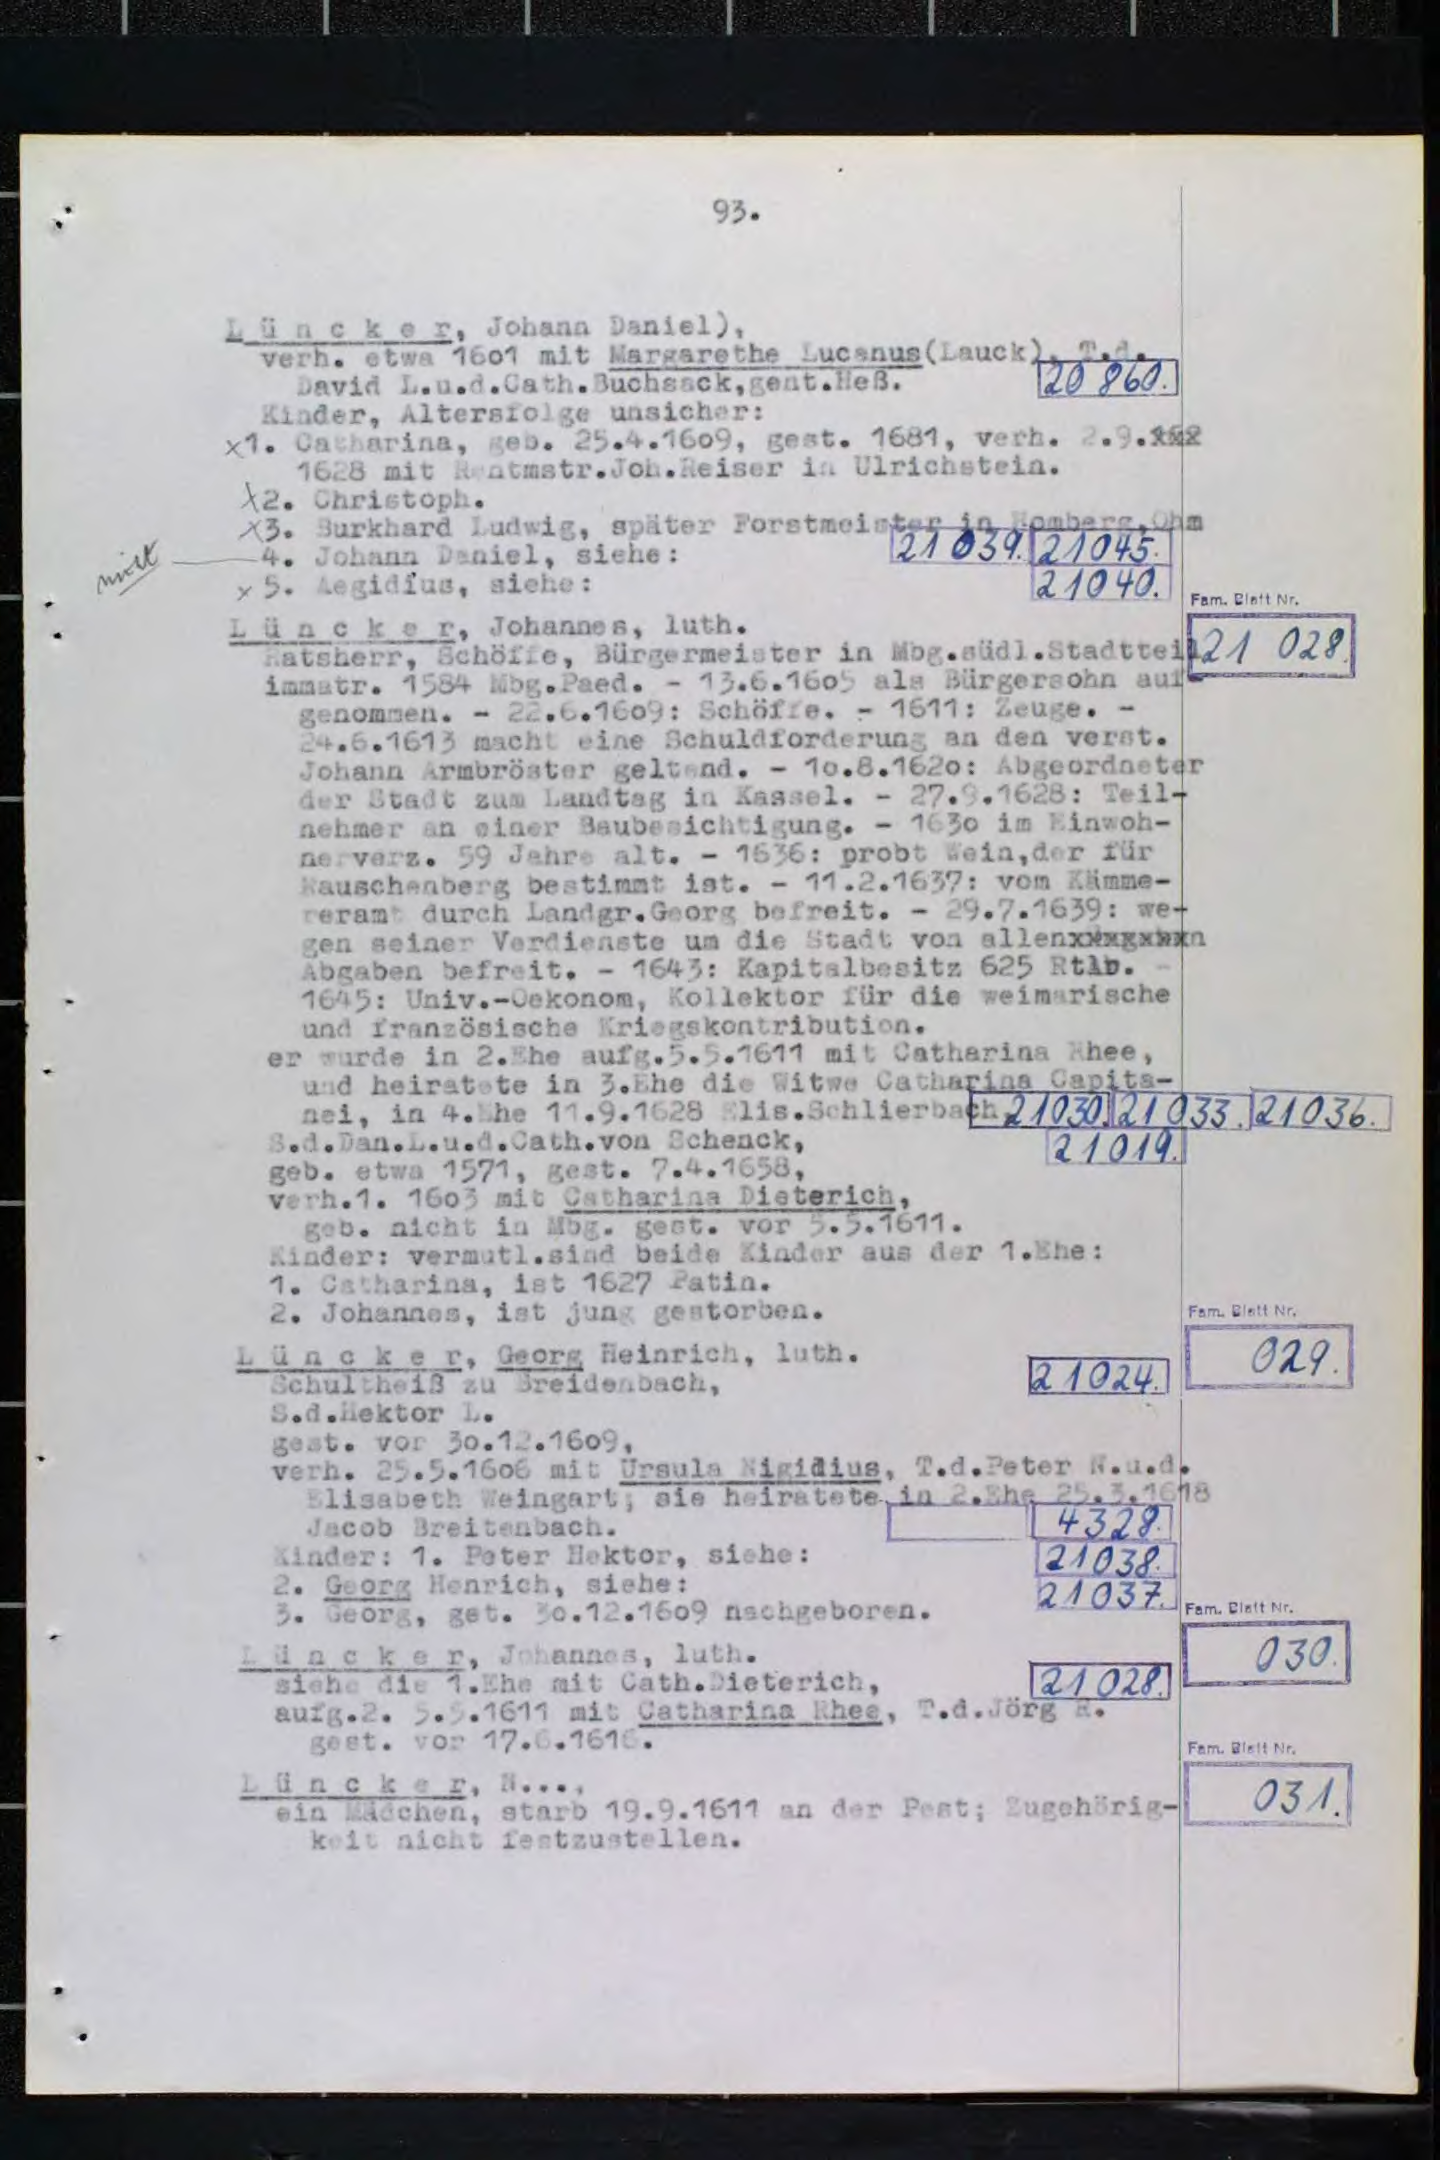 93.
L ü n c k e r, Johann Daniel),
verh. etwa 1601 mit Margarethe Lucanus(Lauck), T.d.
David L.u.d.Cath.Buchsack,gent.Heß. 20 860.
Kinder, Altersfolge unsicher:
x1. Catharina, geb. 25.4.1609, gest. 1681, verh. 2.9.
1628 mit Rentmstr.Joh.Reiser in Ulrichstein.
x2. Christoph.
x3. Burkhard Ludwig, später Forstmeister in Homberg,Ohm
nicht 4. Johann Daniel, siehe: 21039. 21045.
x 5. Aegidius, siehe: 21040.
Fam. Blatt Nr.
L ü n c k e r, Johannes, luth.
Ratsherr, Schöffe, Bürgermeister in Mbg.südl.Stadtteil 21 028.
immatr. 1584 Mbg.Paed. - 13.6.1605 als Bürgersohn auf-
genommen. - 22.6.1609: Schöffe. - 1611: Zeuge. -
24.6.1613 macht eine Schuldforderung an den verst.
Johann Armbröster geltend. - 10.8.1620: Abgeordneter
der Stadt zum Landtag in Kassel. - 27.9.1628: Teil-
nehmer an einer Baubesichtigung. - 1630 im Einwoh-
nerverz. 59 Jahre alt. - 1636: probt Wein,der für
Rauschenberg bestimmt ist. - 11.2.1637: vom Kämme-
reramt durch Landgr.Georg befreit. - 29.7.1639: we-
gen seiner Verdienste um die Stadt von allen
Abgaben befreit. - 1643: Kapitalbesitz 625 Rtlr. -
1645: Univ.-Oekonom, Kollektor für die weimarische
und französische Kriegskontribution.
er wurde in 2.Ehe aufg.5.5.1611 mit Catharina Rhee,
und heiratete in 3.Ehe die Witwe Catharina Capita-
nei, in 4.Ehe 11.9.1628 Elis.Schlierbach, 21030. 21033. 21036.
S.d.Dan.L.u.d.Cath.von Schenck, 21019.
geb. etwa 1571, gest. 7.4.1658,
verh.1. 1603 mit Catharina Dieterich,
geb. nicht in Mbg. gest. vor 5.5.1611.
Kinder: vermutl.sind beide Kinder aus der 1.Ehe:
1. Catharina, ist 1627 Patin.
2. Johannes, ist jung gestorben.
Fam. Blatt Nr.
L ü n c k e r, Georg Heinrich, luth. 029.
Schultheiß zu Breidenbach, 21024.
S.d.Hektor L.
gest. vor 30.12.1609,
verh. 25.5.1606 mit Ursula Nigidius, T.d.Peter N.u.d.
Elisabeth Weingart; sie heiratete in 2.Ehe 25.3.1618
Jacob Breitenbach. 4328.
Kinder: 1. Peter Hektor, siehe: 21038.
2. Georg Henrich, siehe: 21037.
3. Georg, get. 30.12.1609 nachgeboren.
Fam. Blatt Nr.
L ü n c k e r, Johannes, luth. 030.
siehe die 1.Ehe mit Cath.Dieterich, 21028.
aufg.2. 5.5.1611 mit Catharina Rhee, T.d.Jörg R.
gest. vor 17.6.1616.
Fam. Blatt Nr.
L ü n c k e r, N...,
ein Mädchen, starb 19.9.1611 an der Pest; Zugehörig- 031.
keit nicht festzustellen.